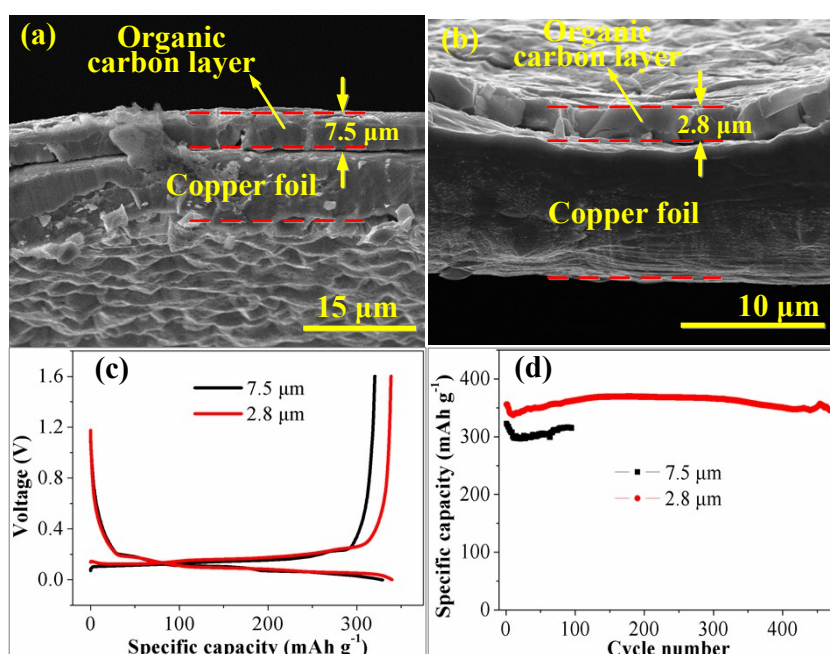 (a)
Organic
carbon layer
7.5 μm
Copper foil
15 μm
(b)
Organic
carbon layer
2.8 μm
Copper foil
10 μm
(c)
7.5 μm
2.8 μm
Voltage (V)
1.6
1.2
0.8
0.4
0.0
0 100 200 300
Specific capacity (mAh g⁻¹)
(d)
7.5 μm
2.8 μm
Specific capacity (mAh g⁻¹)
400
350
300
250
0
0 100 200 300 400
Cycle number